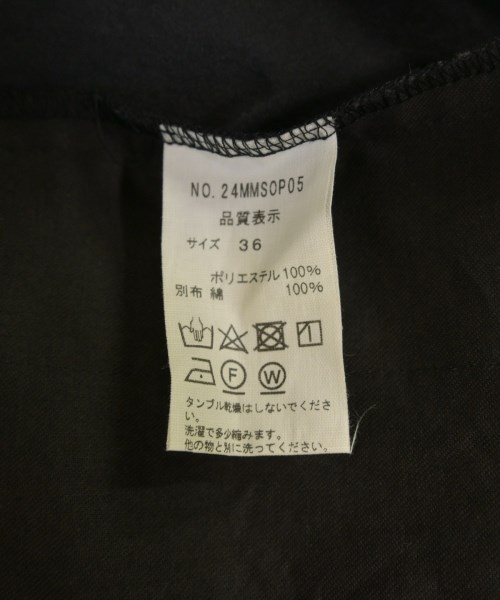 NO. 24MMSOP05
品質表示
サイズ 36
ポリエステル 100%
別布 綿 100%
F W
タンブル乾燥はしないでくださ
い。
洗濯で多少縮みます。
他の物と別に洗ってください。